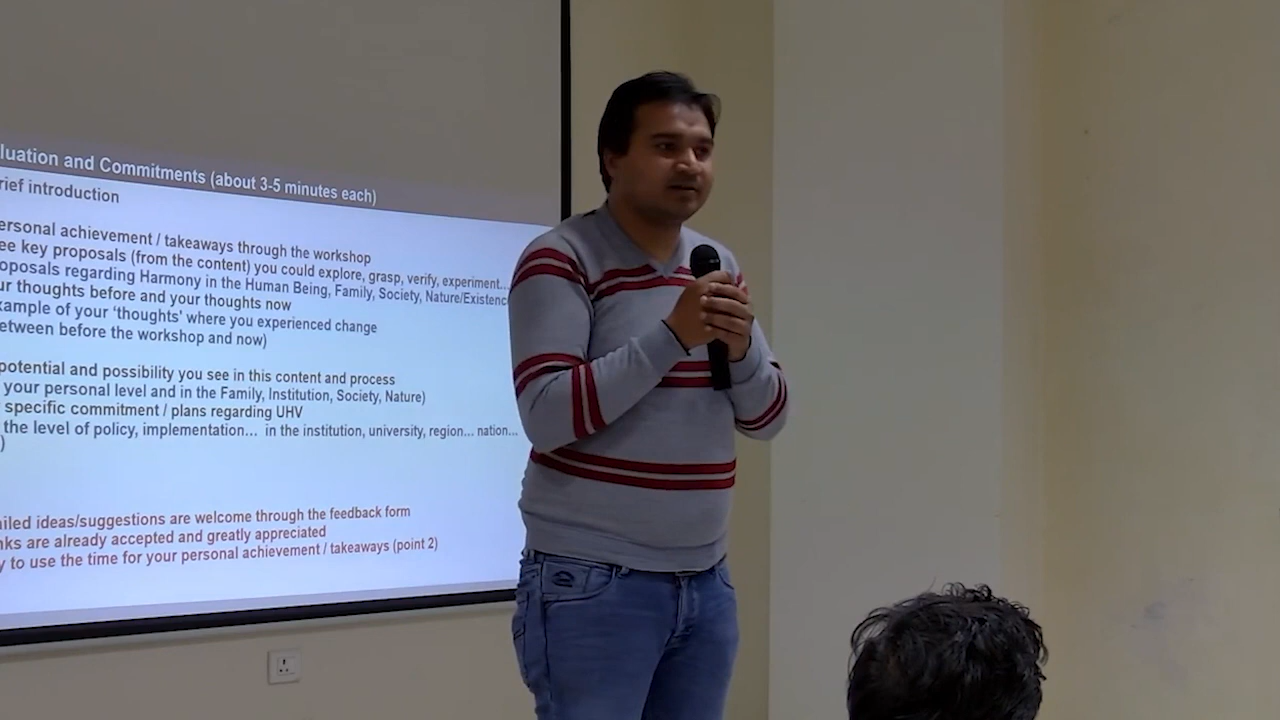 luation and Commitments (about 3-5 minutes each)
rief introduction
ersonal achievement / takeaways through the workshop
ee key proposals (from the content) you could explore, grasp, verify, experiment...
oposals regarding Harmony in the Human Being, Family, Society, Nature/Existenc
ur thoughts before and your thoughts now
xample of your ‘thoughts’ where you experienced change
etween before the workshop and now)
potential and possibility you see in this content and process
your personal level and in the Family, Institution, Society, Nature)
specific commitment / plans regarding UHV
the level of policy, implementation... in the institution, university, region... nation...
)
ailed ideas/suggestions are welcome through the feedback form
nks are already accepted and greatly appreciated
y to use the time for your personal achievement / takeaways (point 2)